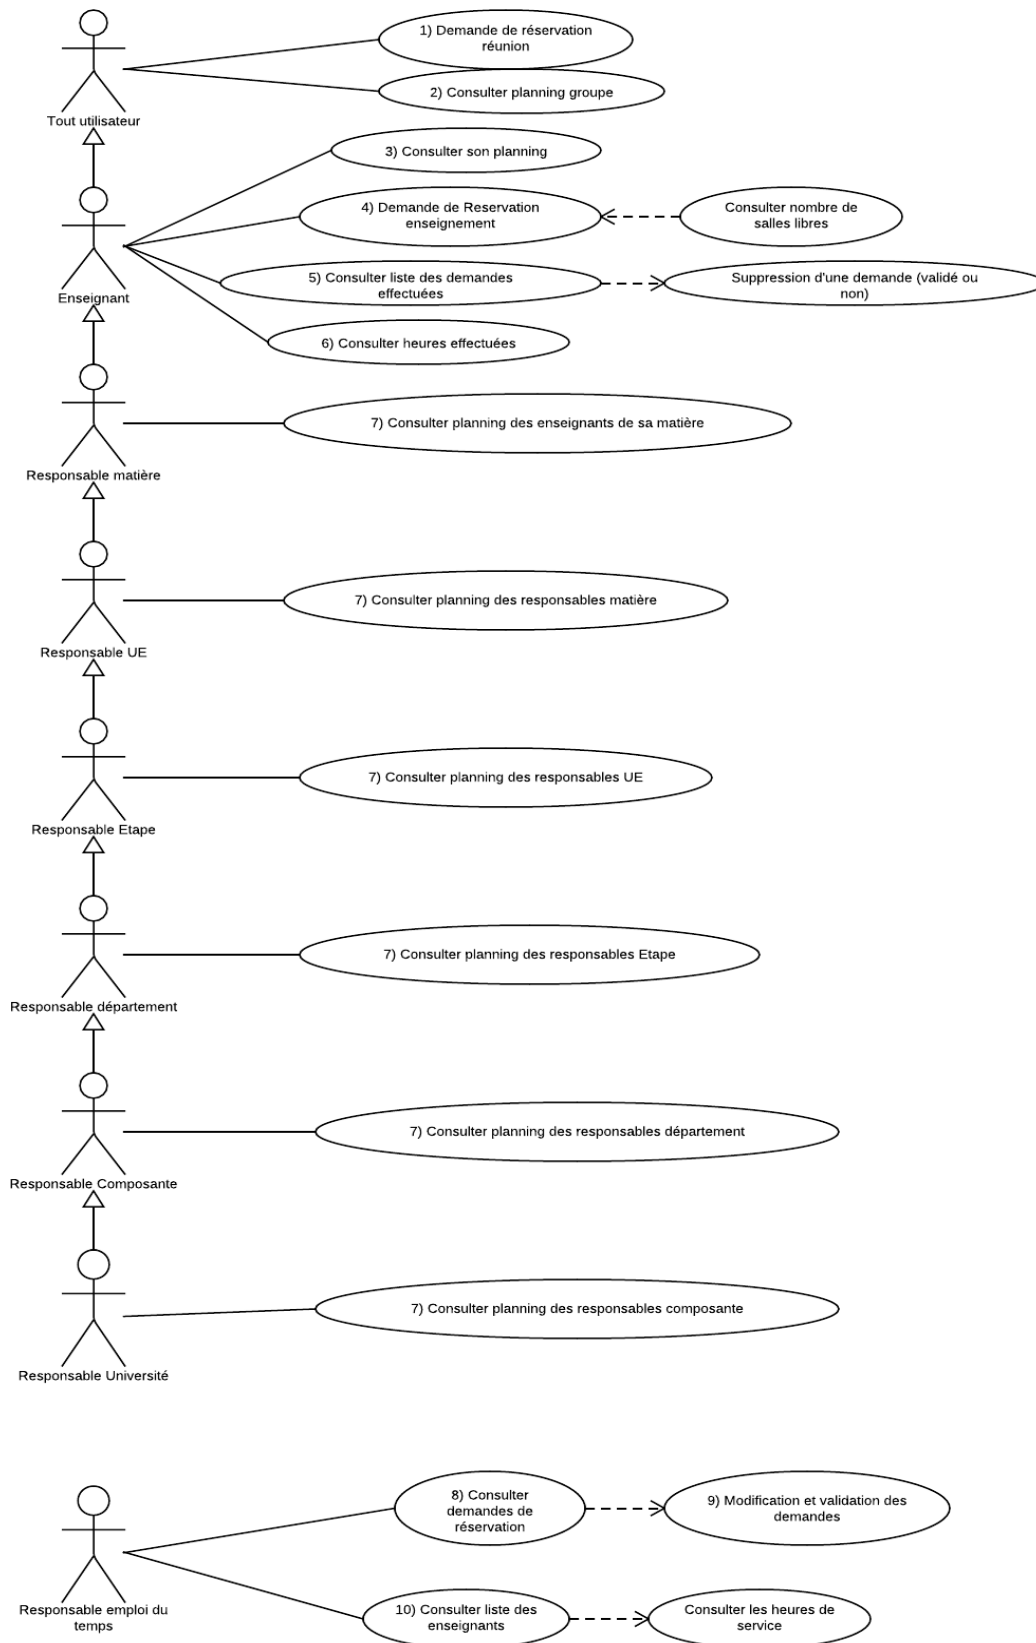 1) Demande de réservation
réunion
2) Consulter planning groupe
Tout utilisateur
3) Consulter son planning
4) Demande de Reservation
enseignement
Consulter nombre de
salles libres
5) Consulter liste des demandes
effectuées
Suppression d'une demande (validé ou
non)
Enseignant
6) Consulter heures effectuées
7) Consulter planning des enseignants de sa matière
Responsable matière
7) Consulter planning des responsables matière
Responsable UE
7) Consulter planning des responsables UE
Responsable Etape
7) Consulter planning des responsables Etape
Responsable département
7) Consulter planning des responsables département
Responsable Composante
7) Consulter planning des responsables composante
Responsable Université
8) Consulter
demandes de
réservation
9) Modification et validation des
demandes
Responsable emploi du
temps
10) Consulter liste des
enseignants
Consulter les heures de
service